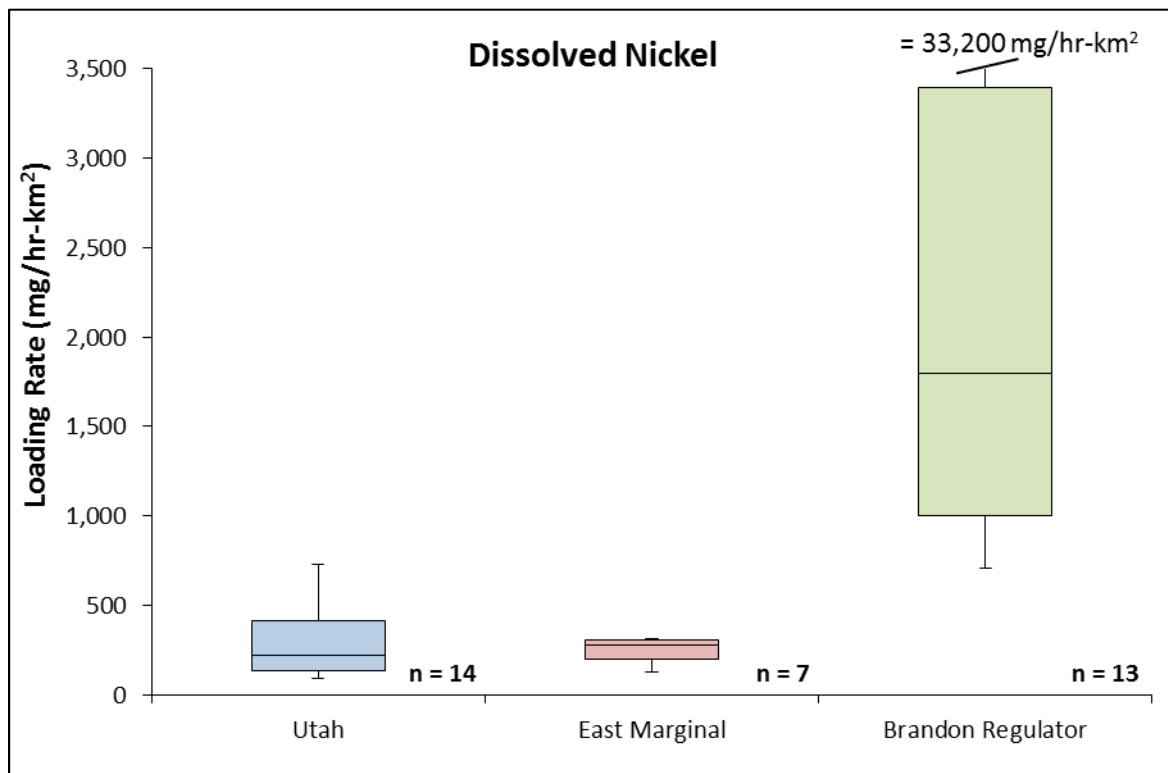 Dissolved Nickel
= 33,200 mg/hr-km²
Loading Rate (mg/hr-km²)
3,500
3,000
2,500
2,000
1,500
1,000
500
0
n = 14
n = 7
n = 13
Utah
East Marginal
Brandon Regulator